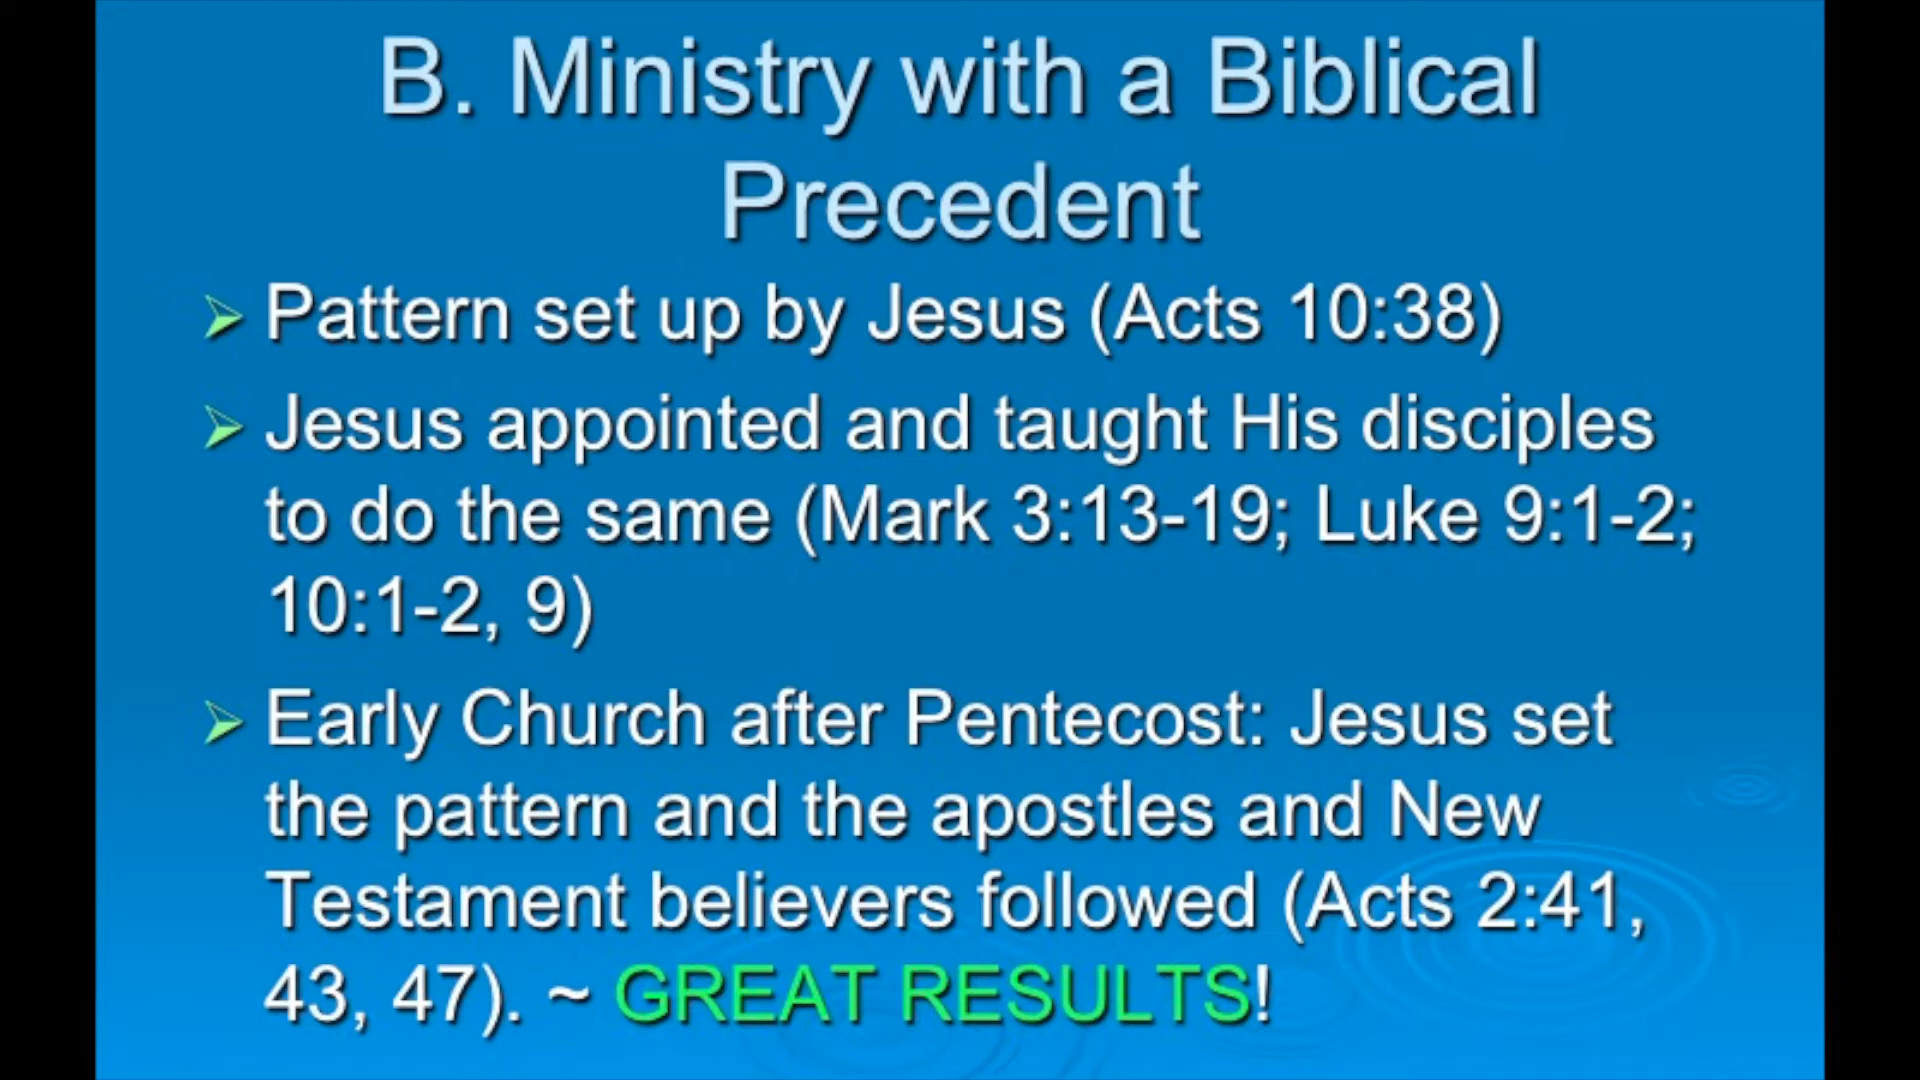 B. Ministry with a Biblical
Precedent
Pattern set up by Jesus (Acts 10:38)
Jesus appointed and taught His disciples
to do the same (Mark 3:13-19; Luke 9:1-2;
10:1-2, 9)
Early Church after Pentecost: Jesus set
the pattern and the apostles and New
Testament believers followed (Acts 2:41,
43, 47). ~ GREAT RESULTS!